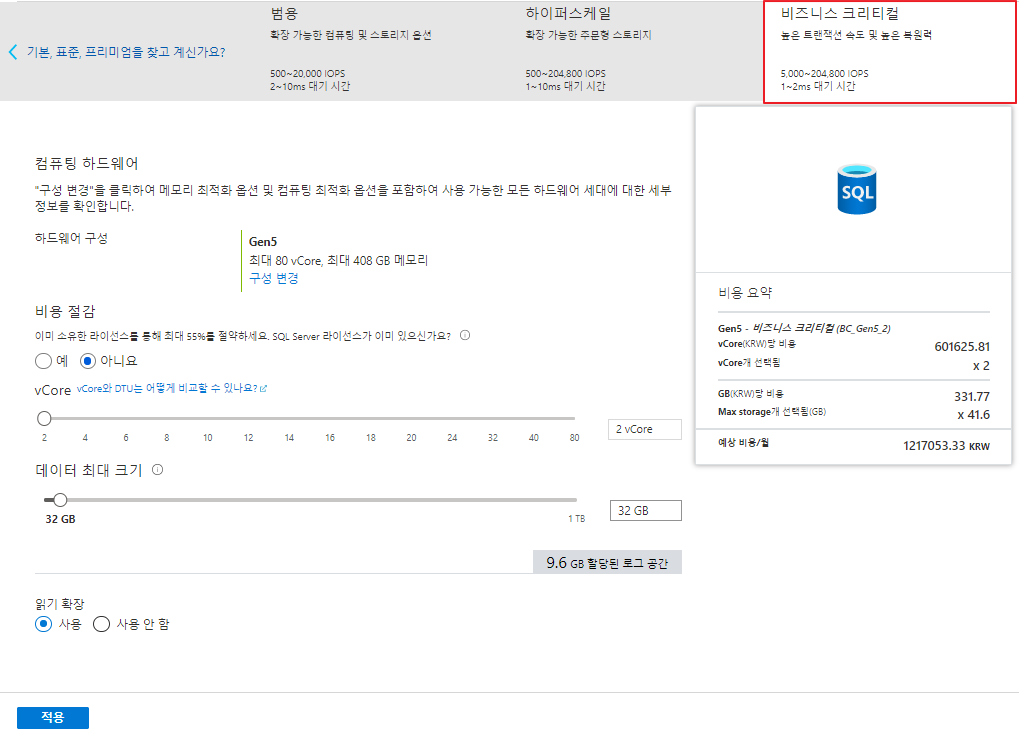 기본, 표준, 프리미엄을 찾고 계신가요?
범용
확장 가능한 컴퓨팅 및 스토리지 옵션
500~20,000 IOPS
2~10ms 대기 시간
하이퍼스케일
확장 가능한 주문형 스토리지
500~204,800 IOPS
1~10ms 대기 시간
비즈니스 크리티컬
높은 트랜잭션 속도 및 높은 복원력
5,000~204,800 IOPS
1~2ms 대기 시간
컴퓨팅 하드웨어
"구성 변경"을 클릭하여 메모리 최적화 옵션 및 컴퓨팅 최적화 옵션을 포함하여 사용 가능한 모든 하드웨어 세대에 대한 세부
정보를 확인합니다.
하드웨어 구성
Gen5
최대 80 vCore, 최대 408 GB 메모리
구성 변경
비용 절감
이미 소유한 라이선스를 통해 최대 55%를 절약하세요. SQL Server 라이선스가 이미 있으신가요?
예 아니요
vCore vCore와 DTU는 어떻게 비교할 수 있나요?
2 4 6 8 10 12 14 16 18 20 24 32 40 80
2 vCore
데이터 최대 크기
32 GB
1 TB
32 GB
9.6 GB 할당된 로그 공간
읽기 확장
사용 사용 안 함
적용
SQL
비용 요약
Gen5 - 비즈니스 크리티컬 (BC_Gen5_2)
vCore(KRW)당 비용 601625.81
vCore개 선택됨 x 2
GB(KRW)당 비용 331.77
Max storage개 선택됨(GB) x 41.6
예상 비용/월 1217053.33 KRW